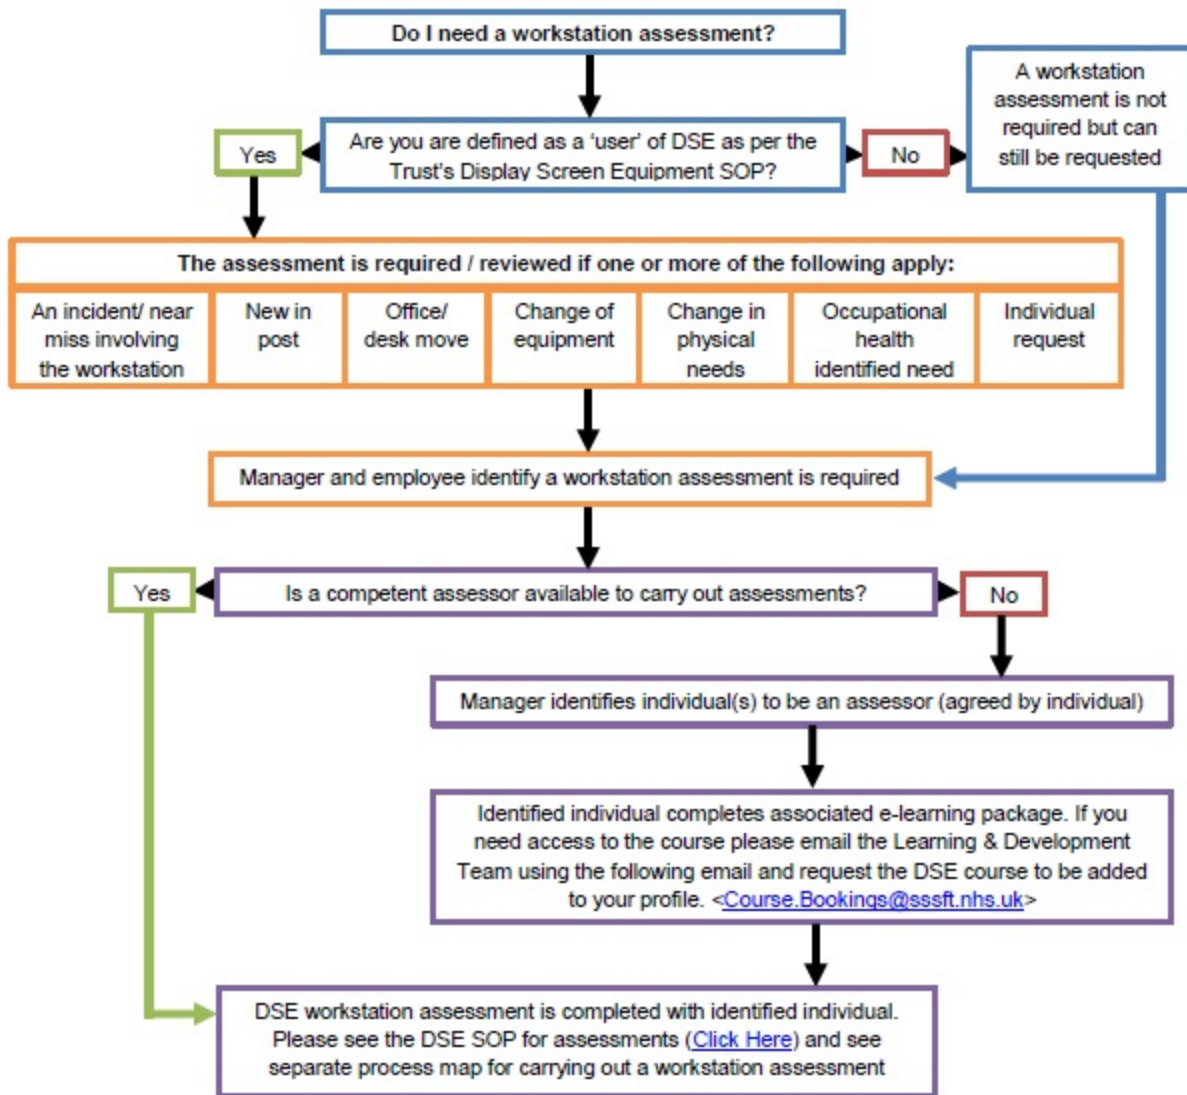 Do I need a workstation assessment?
A workstation
assessment is not
required but can
still be requested
Yes
Are you are defined as a ‘user’ of DSE as per the
Trust’s Display Screen Equipment SOP?
No
The assessment is required / reviewed if one or more of the following apply:
An incident/ near
miss involving
the workstation
New in
post
Office/
desk move
Change of
equipment
Change in
physical
needs
Occupational
health
identified need
Individual
request
Manager and employee identify a workstation assessment is required
Yes
Is a competent assessor available to carry out assessments?
No
Manager identifies individual(s) to be an assessor (agreed by individual)
Identified individual completes associated e-learning package. If you
need access to the course please email the Learning & Development
Team using the following email and request the DSE course to be added
to your profile. <Course.Bookings@sssft.nhs.uk>
DSE workstation assessment is completed with identified individual.
Please see the DSE SOP for assessments (Click Here) and see
separate process map for carrying out a workstation assessment